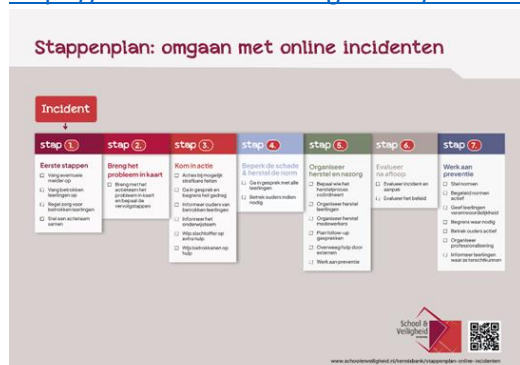 Stappenplan: omgaan met online incidenten
Incident
stap 1.
Eerste stappen
Vang eventuele
melder op
Vang betrokken
leerlingen op
Regel zorg voor
betrokken leerlingen
Stel een actieteam
samen
stap 2.
Breng het
probleem in kaart
Breng met het
actieteam het
probleem in kaart
en bepaal de
vervolgstappen
stap 3.
Kom in actie
Acties bij mogelijk
strafbare feiten
Ga in gesprek en
begrens het gedrag
Informeer ouders van
betrokken leerlingen
Informeer het
onderwijsteam
Wijs slachtoffer op
extra hulp
Wijs betrokkenen op
hulp
stap 4.
Beperk de schade
& herstel de norm
Ga in gesprek met alle
leerlingen
Betrek ouders indien
nodig
stap 5.
Organiseer
herstel en nazorg
Bepaal wie het
herstelproces
coördineert
Organiseer herstel
leerlingen
Organiseer herstel
medewerkers
Plan follow-up
gesprekken
Overweeg hulp door
externen
Werk aan preventie
stap 6.
Evalueer
na afloop
Evalueer incident en
aanpak
Evalueer het beleid
stap 7.
Werk aan
preventie
Stel normen
Begeleid normen
actief
Geef leerlingen
verantwoordelijkheid
Begrens waar nodig
Betrek ouders actief
Organiseer
professionalisering
Informeer leerlingen
waar ze terecht kunnen
School &
Veiligheid
www.schoolenveiligheid.nl/kennisbank/stappenplan-online-incidenten